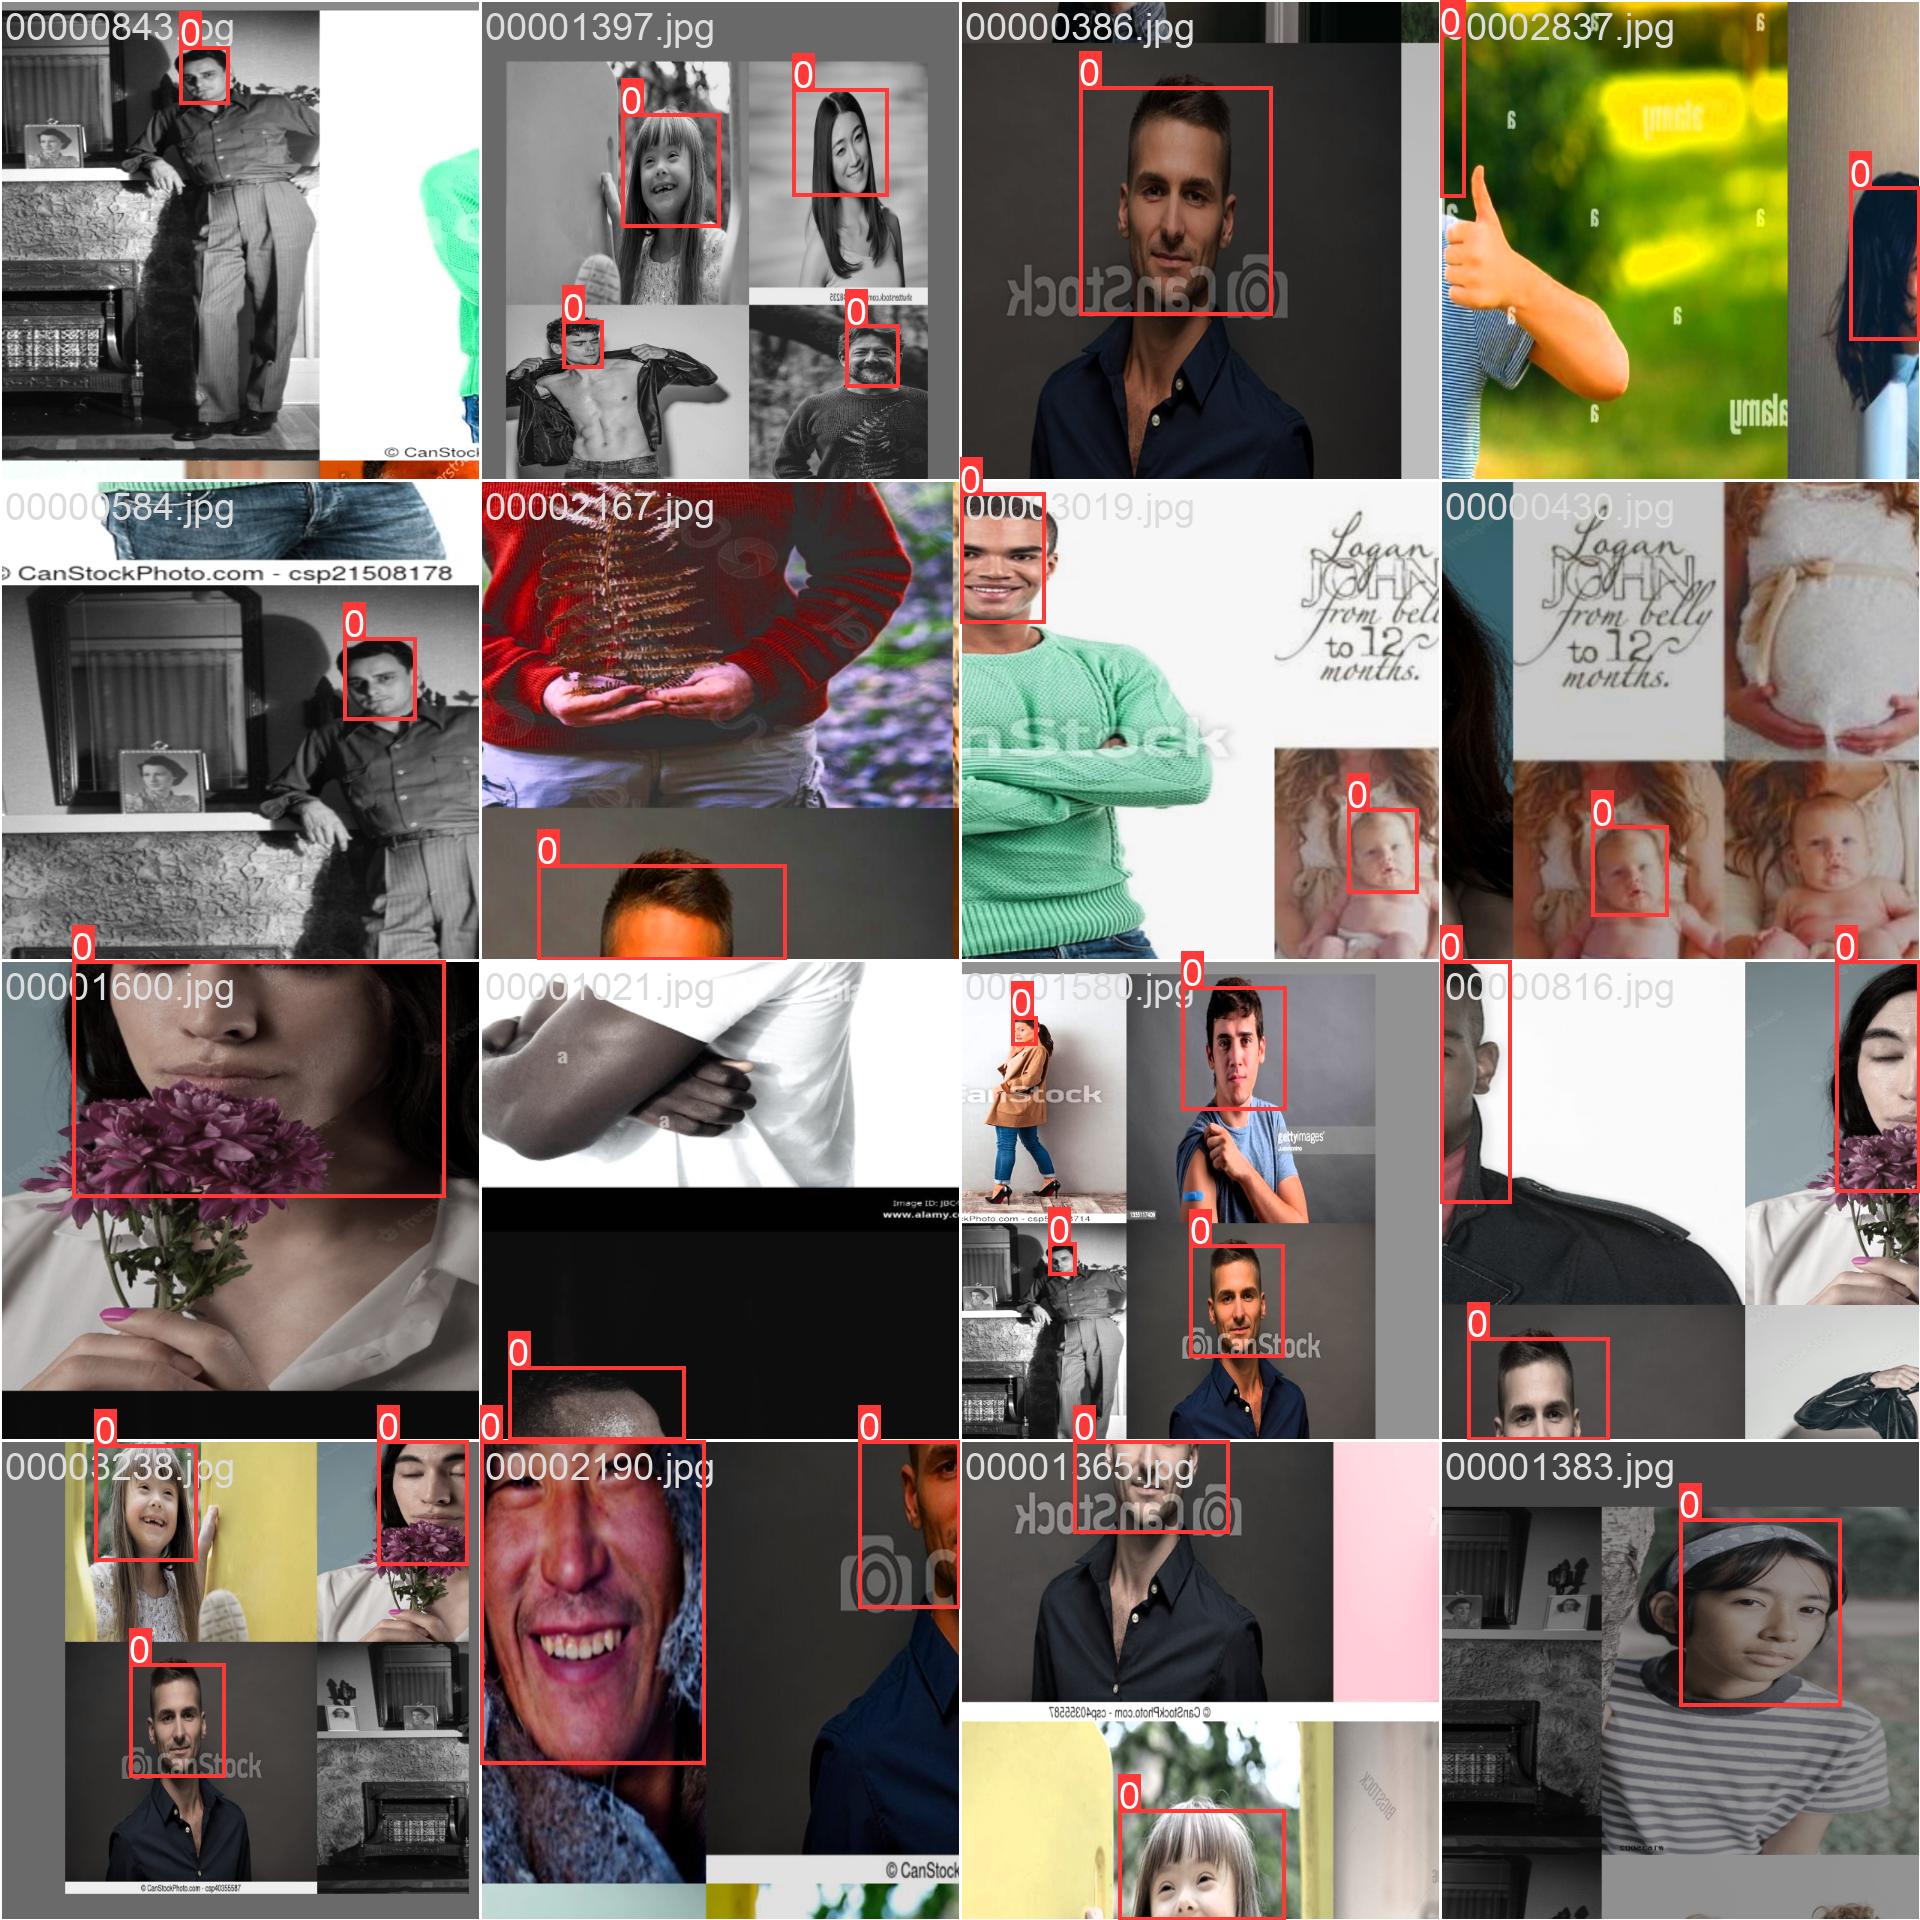 00000843.jpg
0
© CanStock
00001397.jpg
0
0
0
0
shutterstock.com
00000386.jpg
0
CanStock
00002837.jpg
0
0
a
a
alamy
a
a
a
a
a
a
alamy
00000584.jpg
CanStockPhoto.com - csp21508178
0
00002167.jpg
0
00003019.jpg
0
Logan
JOHN
from belly
to 12
months.
nStock
0
00000430.jpg
Logan
JOHN
from belly
to 12
months.
0
00001600.jpg
0
00001021.jpg
a
a
Image ID: JBC
www.alamy.c
0
00001580.jpg
0
0
CanStock
gettyimages
0
0
CanStock
00000816.jpg
0
0
0
00003238.jpg
0
0
0
CanStock
© CanStockPhoto.com - csp40355587
00002190.jpg
0
0
© CanSto
00001365.jpg
0
CanStock
© CanStockPhoto.com - csp40355587
0
BIGSTOCK
00001383.jpg
0